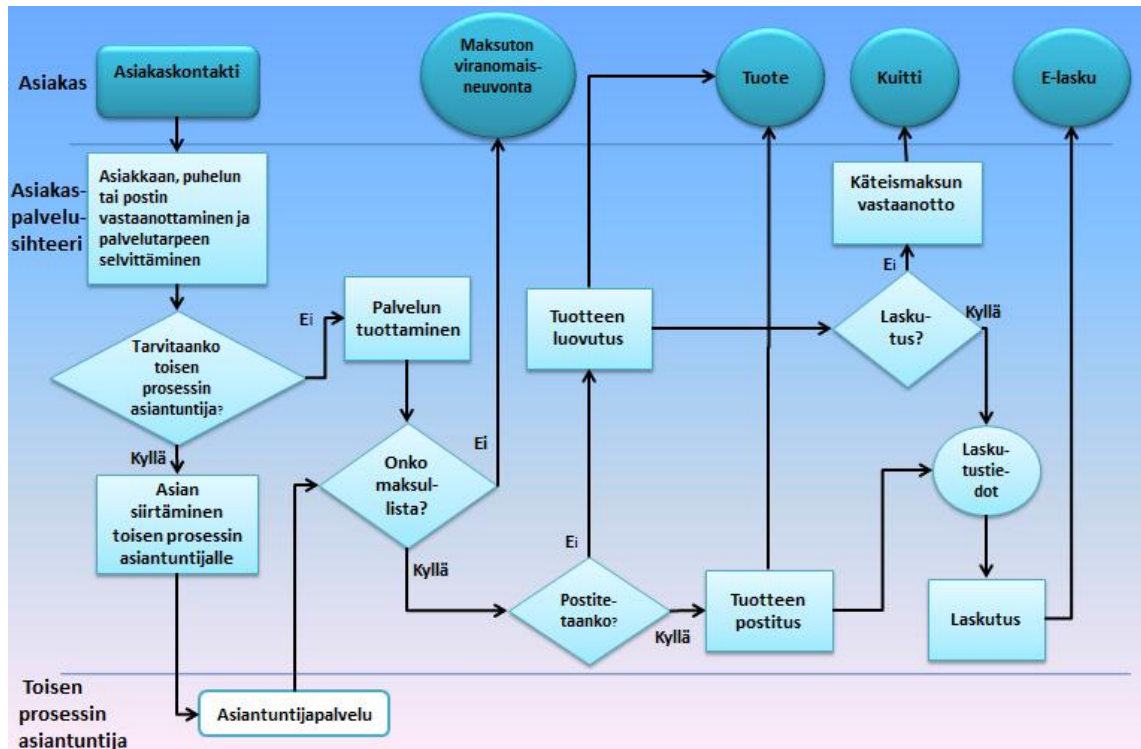 Asiakas
Asiakaskontakti
Maksuton
viranomais-
neuvonta
Tuote
Kuitti
E-lasku
Asiakas-
palvelu-
sihteeri
Asiakkaan, puhelun
tai postin
vastaanottaminen ja
palvelutarpeen
selvittäminen
Käteismaksun
vastaanotto
Ei
Tarvitaanko
toisen
prosessin
asiantuntija?
Ei
Palvelun
tuottaminen
Tuotteen
luovutus
Lasku-
tus?
Kyllä
Kyllä
Asian
siirtäminen
toisen prosessin
asiantuntijalle
Onko
maksul-
lista?
Ei
Kyllä
Lasku-
tustie-
dot
Ei
Postite-
taanko?
Kyllä
Tuotteen
postitus
Laskutus
Toisen
prosessin
asiantuntija
Asiantuntijapalvelu